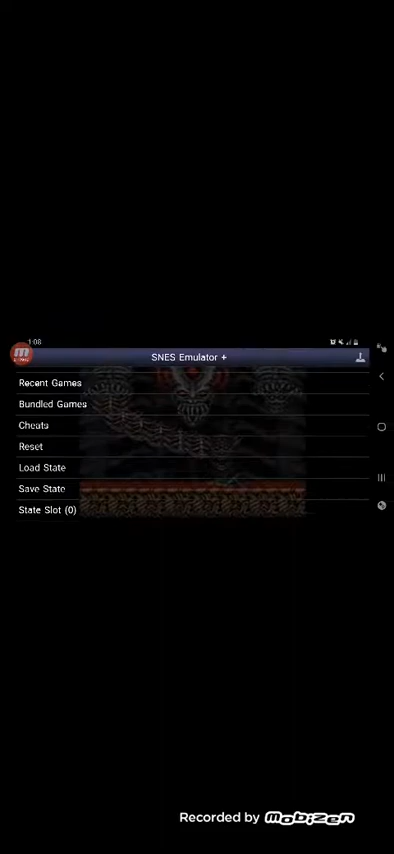 1:08
SNES Emulator +
Recent Games
Bundled Games
Cheats
Reset
Load State
Save State
State Slot (0)
Recorded by mobizen